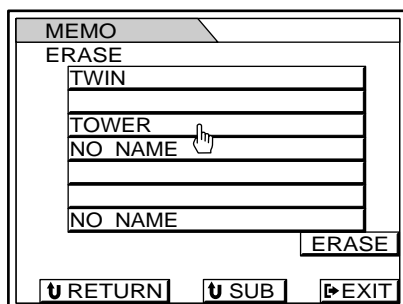 MEMO
ERASE
TWIN
TOWER
NO NAME
NO NAME
ERASE
RETURN SUB EXIT